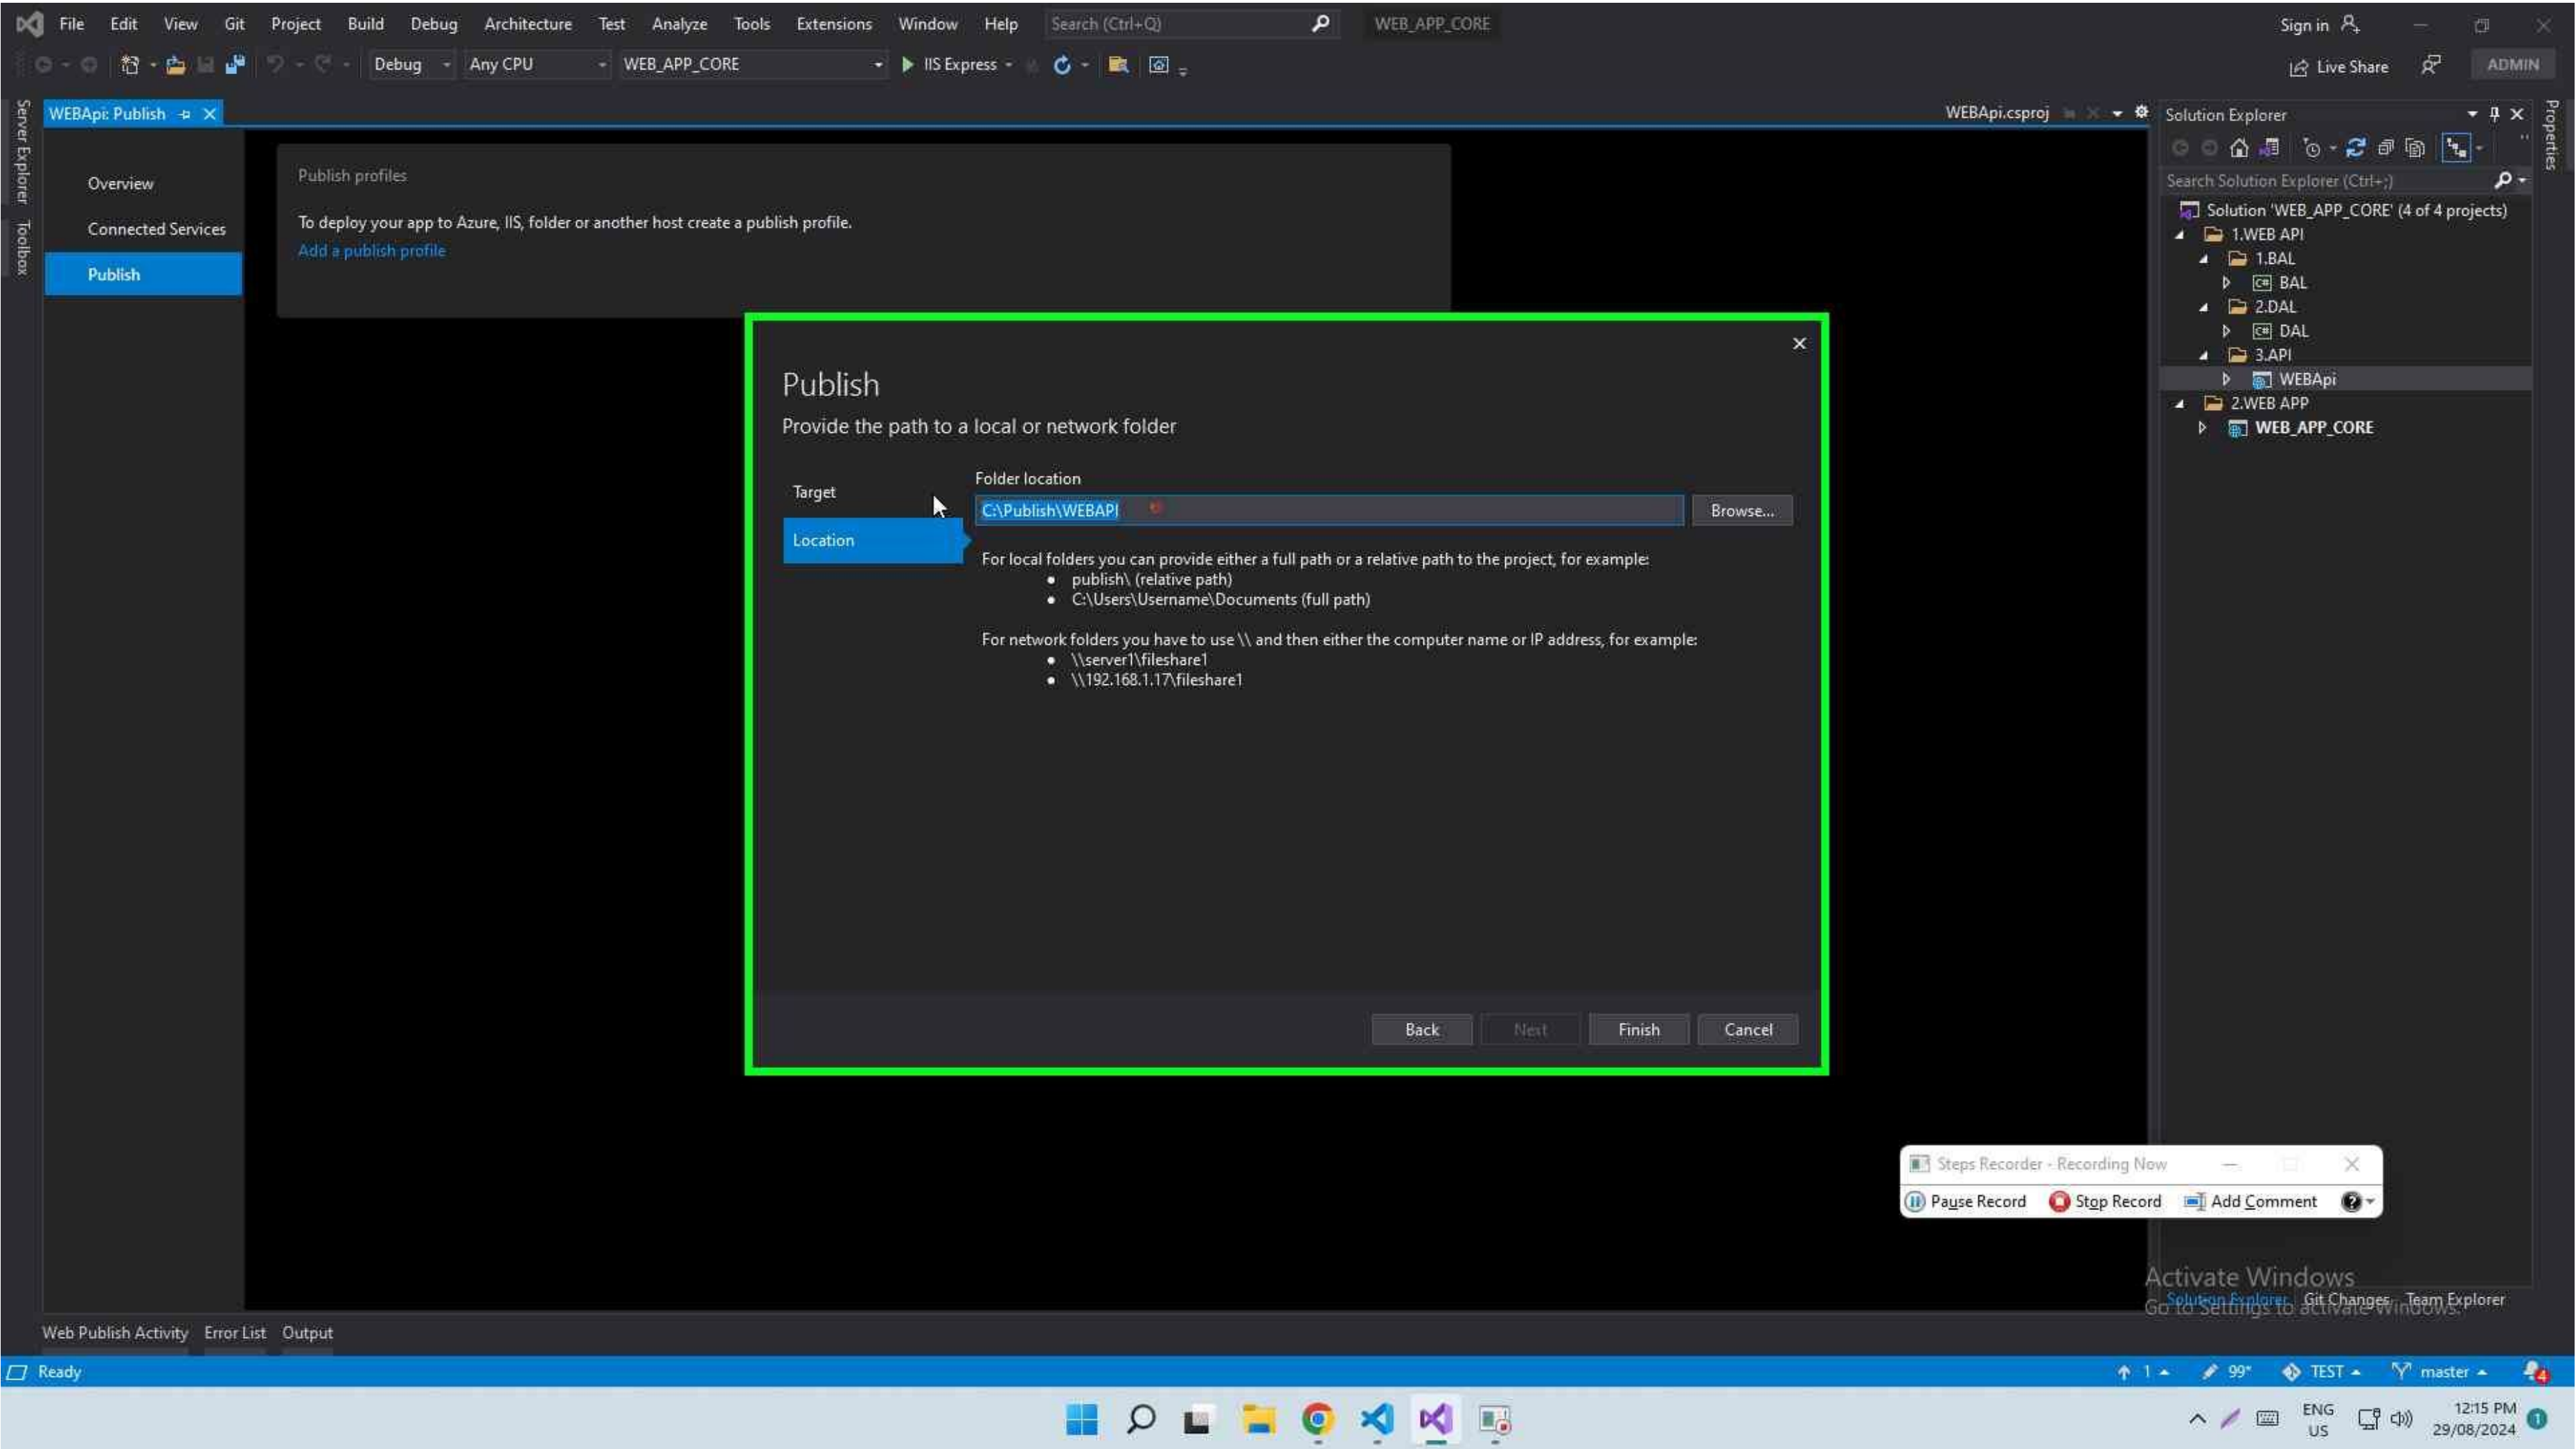 File Edit View Git Project Build Debug Architecture Test Analyze Tools Extensions Window Help Search (Ctrl+Q) WEB_APP_CORE Sign in
Debug Any CPU WEB_APP_CORE IIS Express Live Share ADMIN
Server Explorer
Toolbox
WEBApi: Publish
WEBApi.csproj
Overview
Connected Services
Publish
Publish profiles
To deploy your app to Azure, IIS, folder or another host create a publish profile.
Add a publish profile
Publish
Provide the path to a local or network folder
Target
Location
Folder location
C:\Publish\WEBAPI
Browse...
For local folders you can provide either a full path or a relative path to the project, for example:
• publish\ (relative path)
• C:\Users\Username\Documents (full path)
For network folders you have to use \\ and then either the computer name or IP address, for example:
• \\server1\fileshare1
• \\192.168.1.17\fileshare1
Back Next Finish Cancel
Solution Explorer
Search Solution Explorer (Ctrl+;)
Solution 'WEB_APP_CORE' (4 of 4 projects)
1.WEB API
1.BAL
C# BAL
2.DAL
C# DAL
3.API
WEBApi
2.WEB APP
WEB_APP_CORE
Properties
Steps Recorder - Recording Now
Pause Record Stop Record Add Comment
Activate Windows
Go to Settings to activate Windows.
Solution Explorer Git Changes Team Explorer
Web Publish Activity Error List Output
Ready
1 99+ TEST master 4
ENG
US
12:15 PM
29/08/2024
1